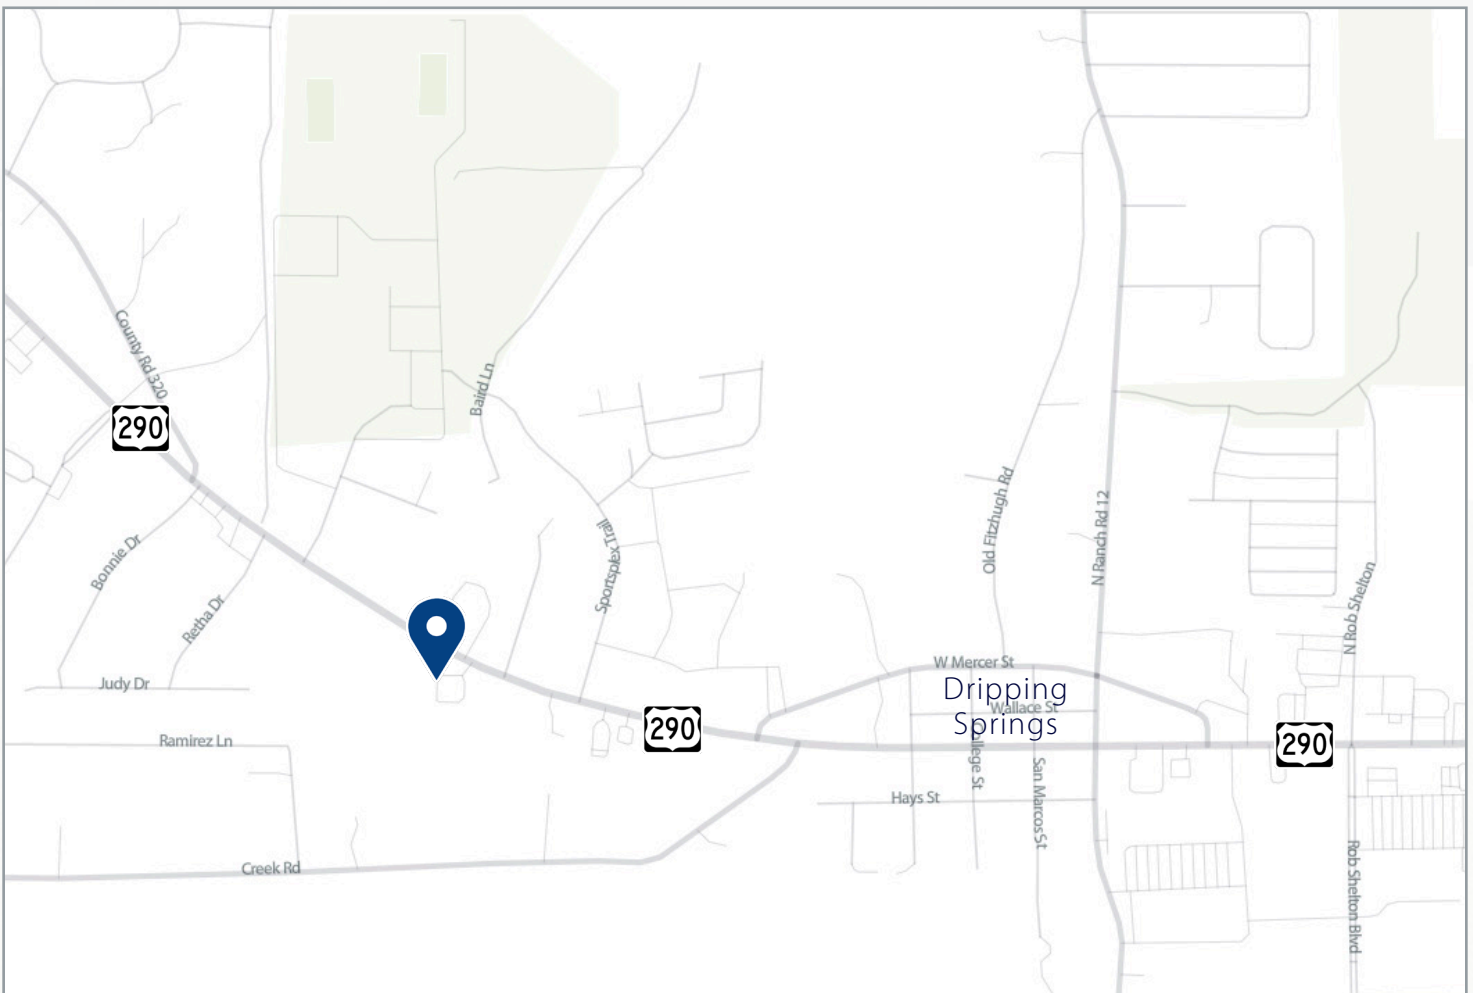 County Rd 320
290
Baird Ln
Old Fitzhugh Rd
N Ranch Rd 12
Sportsplex Trail
Bonnie Dr
Retha Dr
N Rob Shelton
W Mercer St
Judy Dr
Dripping
Springs
Wallace St
290
290
Ramirez Ln
College St
San Marcos St
Hays St
Creek Rd
Rob Shelton Blvd